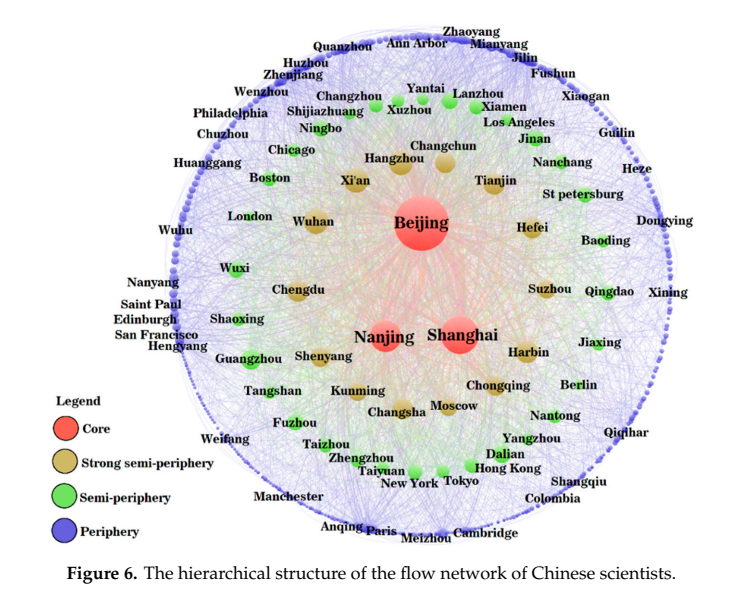 Zhaoyang
Quanzhou
Ann Arbor
Mianyang
Huzhou
Jilin
Zhenjiang
Fushun
Wenzhou
Changzhou
Yantai
Lanzhou
Xiaogan
Philadelphia
Shijiazhuang
Xuzhou
Xiamen
Chuzhou
Ningbo
Los Angeles
Guilin
Chicago
Changchun
Jinan
Huanggang
Hangzhou
Nanchang
Heze
Boston
Xi'an
Tianjin
St petersburg
London
Wuhan
Beijing
Hefei
Dongying
Wuhu
Baoding
Wuxi
Nanyang
Chengdu
Suzhou
Qingdao
Xining
Saint Paul
Edinburgh
Shaoxing
San Francisco
Nanjing
Shanghai
Hengyang
Jiaxing
Guangzhou
Shenyang
Harbin
Tangshan
Kunming
Chongqing
Berlin
Legend
Changsha
Moscow
Core
Fuzhou
Nantong
Weifang
Taizhou
Yangzhou
Qiqihar
Strong semi-periphery
Zhengzhou
Dalian
Taiyuan
Hong Kong
New York
Tokyo
Shangqiu
Semi-periphery
Manchester
Colombia
Periphery
Anqing
Paris
Meizhou
Cambridge
Figure 6. The hierarchical structure of the flow network of Chinese scientists.